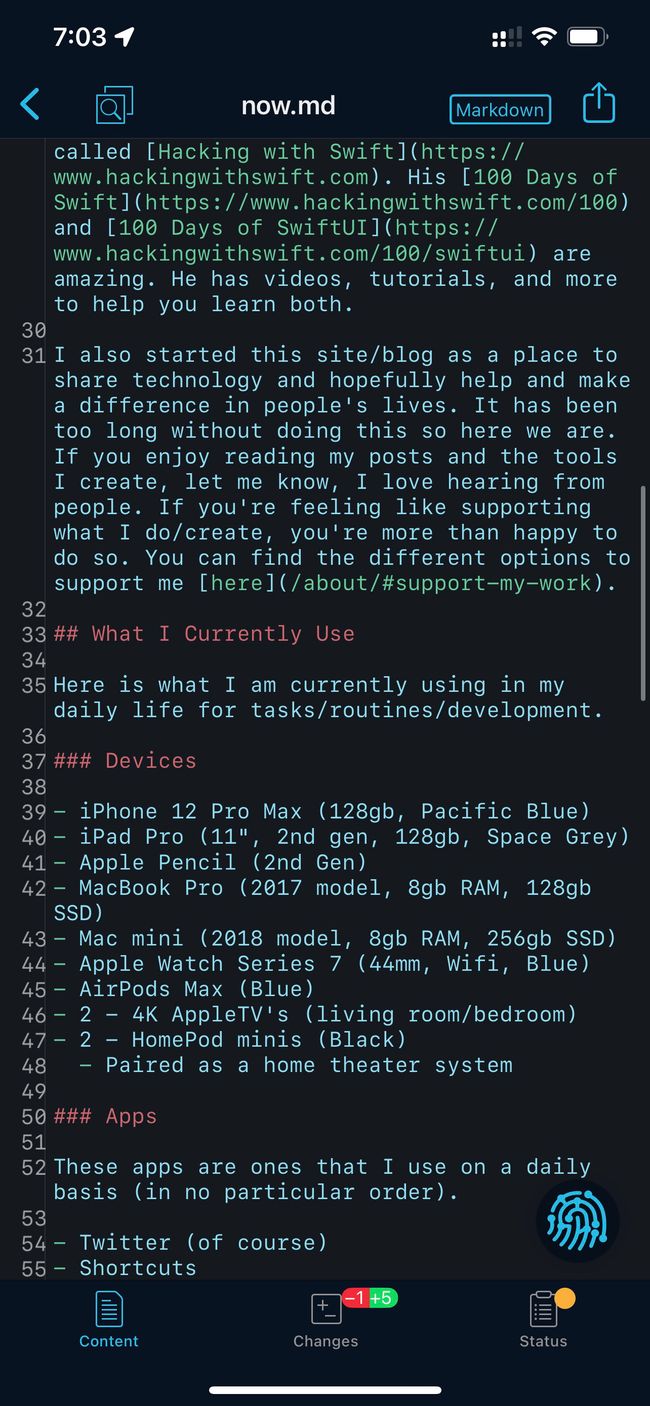 7:03
now.md
Markdown
called [Hacking with Swift](https://
www.hackingwithswift.com). His [100 Days of
Swift](https://www.hackingwithswift.com/100)
and [100 Days of SwiftUI](https://
www.hackingwithswift.com/100/swiftui) are
amazing. He has videos, tutorials, and more
to help you learn both.
30
31 I also started this site/blog as a place to
share technology and hopefully help and make
a difference in people's lives. It has been
too long without doing this so here we are.
If you enjoy reading my posts and the tools
I create, let me know, I love hearing from
people. If you're feeling like supporting
what I do/create, you're more than happy to
do so. You can find the different options to
support me [here](/about/#support-my-work).
32
33 ## What I Currently Use
34
35 Here is what I am currently using in my
daily life for tasks/routines/development.
36
37 ### Devices
38
39 - iPhone 12 Pro Max (128gb, Pacific Blue)
40 - iPad Pro (11", 2nd gen, 128gb, Space Grey)
41 - Apple Pencil (2nd Gen)
42 - MacBook Pro (2017 model, 8gb RAM, 128gb
SSD)
43 - Mac mini (2018 model, 8gb RAM, 256gb SSD)
44 - Apple Watch Series 7 (44mm, Wifi, Blue)
45 - AirPods Max (Blue)
46 - 2 - 4K AppleTV's (living room/bedroom)
47 - 2 - HomePod minis (Black)
48   - Paired as a home theater system
49
50 ### Apps
51
52 These apps are ones that I use on a daily
basis (in no particular order).
53
54 - Twitter (of course)
55 - Shortcuts
-1 +5
Content Changes Status